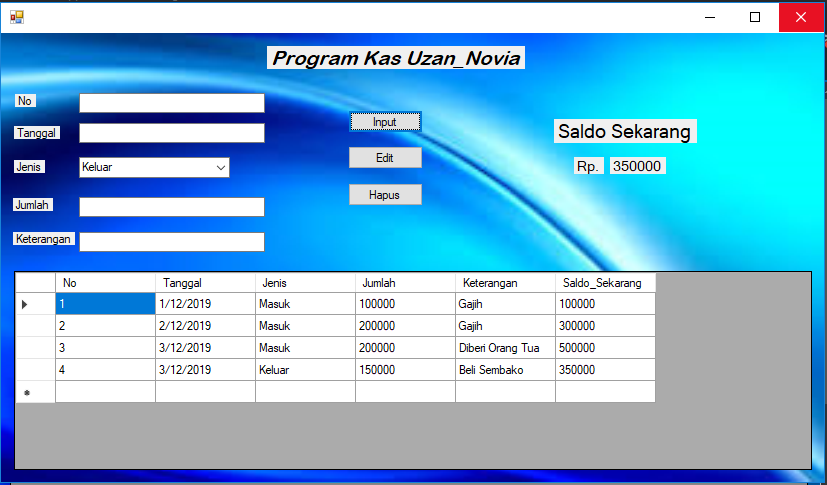 Program Kas Uzan_Novia
No
Tanggal
Jenis Keluar
Jumlah
Keterangan
Input
Edit
Hapus
Saldo Sekarang
Rp. 350000
No Tanggal Jenis Jumlah Keterangan Saldo_Sekarang
1 1/12/2019 Masuk 100000 Gajih 100000
2 2/12/2019 Masuk 200000 Gajih 300000
3 3/12/2019 Masuk 200000 Diberi Orang Tua 500000
4 3/12/2019 Keluar 150000 Beli Sembako 350000